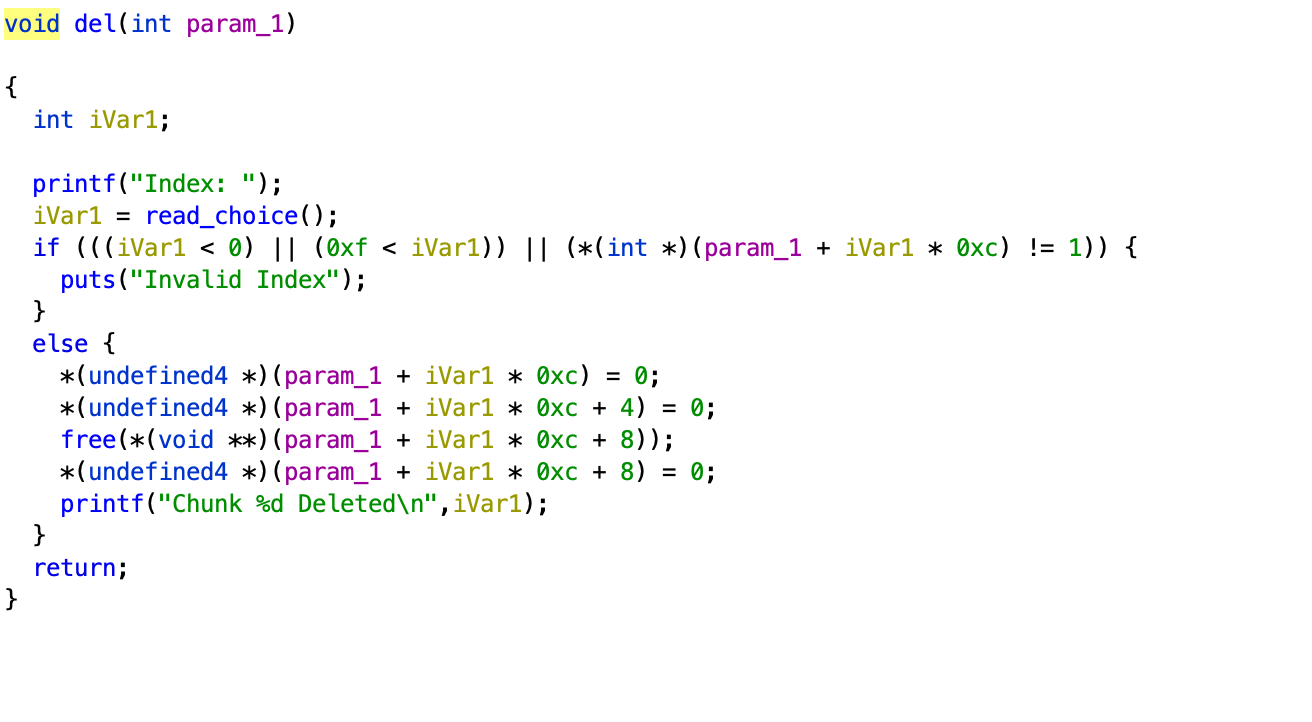 void del(int param_1)
{
int iVar1;
printf("Index: ");
iVar1 = read_choice();
if (((iVar1 < 0) || (0xf < iVar1)) || (*(int *)(param_1 + iVar1 * 0xc) != 1)) {
puts("Invalid Index");
}
else {
*(undefined4 *)(param_1 + iVar1 * 0xc) = 0;
*(undefined4 *)(param_1 + iVar1 * 0xc + 4) = 0;
free(*(void **)(param_1 + iVar1 * 0xc + 8));
*(undefined4 *)(param_1 + iVar1 * 0xc + 8) = 0;
printf("Chunk %d Deleted\n",iVar1);
}
return;
}